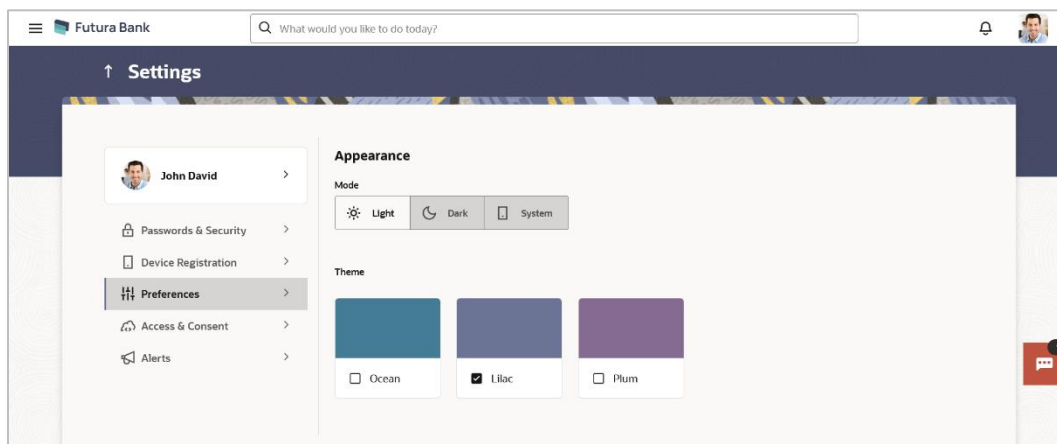 Futura Bank
What would you like to do today?
↑ Settings
Appearance
John David
Mode
Light Dark System
Passwords & Security
Device Registration
Theme
Preferences
Access & Consent
Alerts
Ocean Lilac Plum